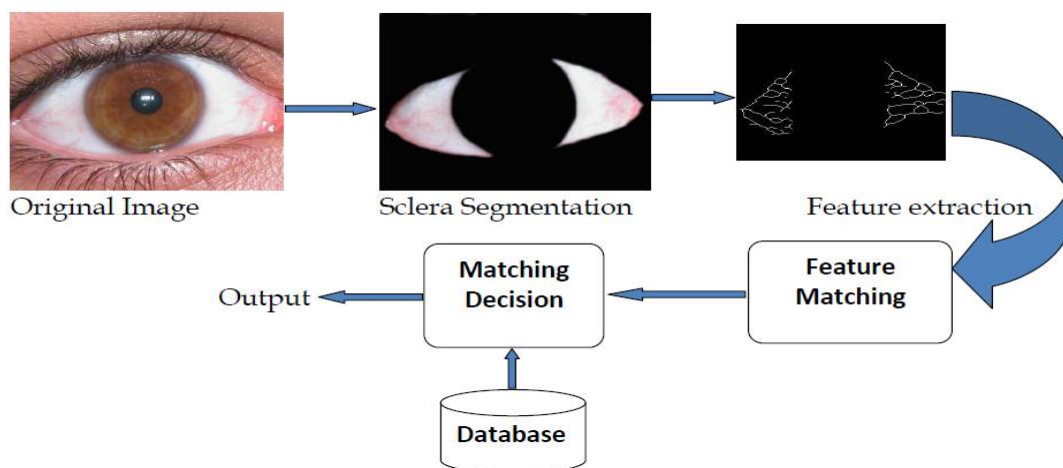 Original Image
Sclera Segmentation
Feature extraction
Feature
Matching
Matching
Decision
Output
Database